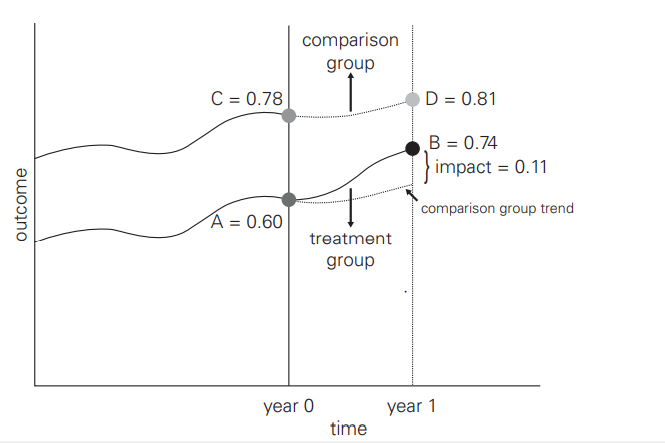 comparison
group
C = 0.78
D = 0.81
B = 0.74
impact = 0.11
outcome
A = 0.60
comparison group trend
treatment
group
year 0
year 1
time